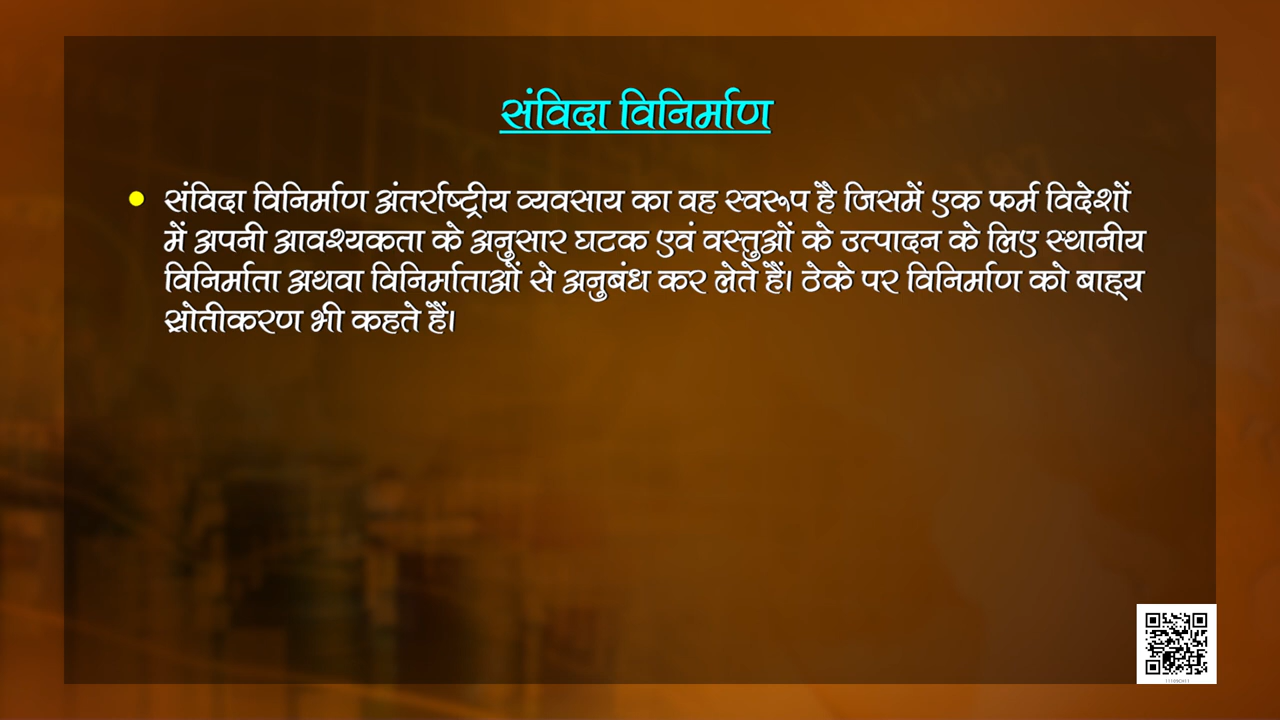 संविदा विनिर्माण
संविदा विनिर्माण अंतर्राष्ट्रीय व्यवसाय का वह स्वरूप है जिसमें एक फर्म विदेशों
में अपनी आवश्यकता के अनुसार घटक एवं वस्तुओं के उत्पादन के लिए स्थानीय
विनिर्माता अथवा विनिर्माताओं से अनुबंध कर लेते हैं। ठेके पर विनिर्माण को बाह्य
स्रोतीकरण भी कहते हैं।